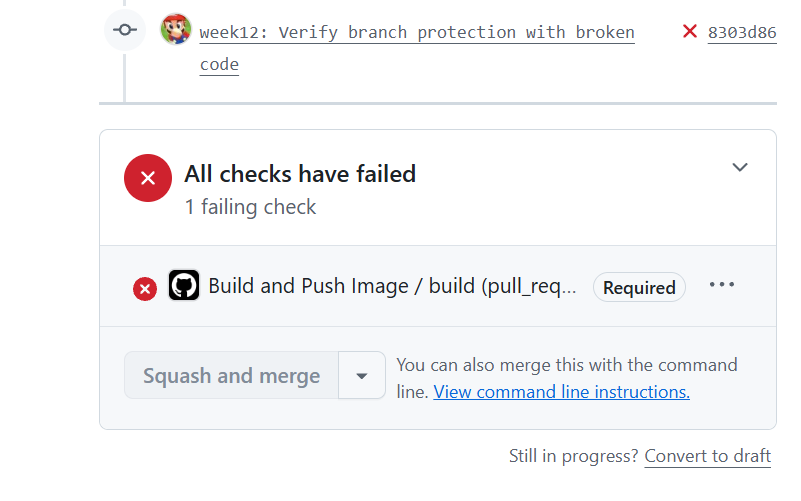 week12: Verify branch protection with broken
code
8303d86
All checks have failed
1 failing check
Build and Push Image / build (pull_req...
Required
Squash and merge
You can also merge this with the command
line. View command line instructions.
Still in progress? Convert to draft